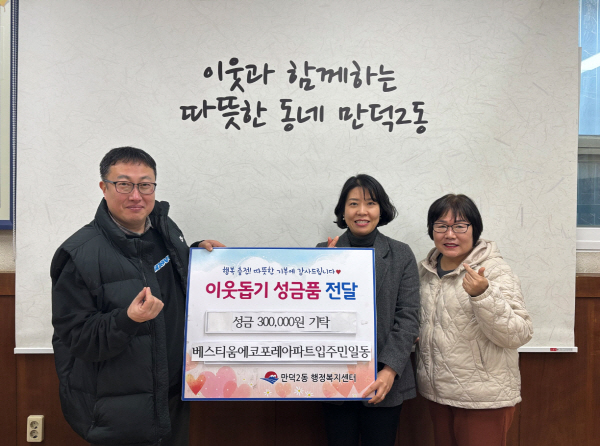 이웃과 함께하는
따뜻한 동네 만덕2동
행복 충전! 따뜻한 기부에 감사드립니다♥
이웃돕기 성금품 전달
성금 300,000원 기탁
베스티움에코포레아파트입주민일동
만덕2동 행정복지센터